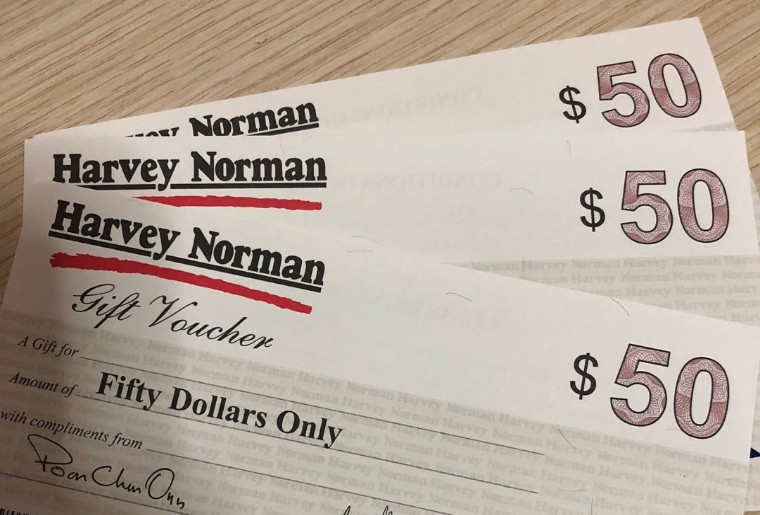 Norman
$50
Harvey Norman
$50
Harvey Norman
Gift Voucher
$50
A Gift for
Amount of Fifty Dollars Only
with compliments from